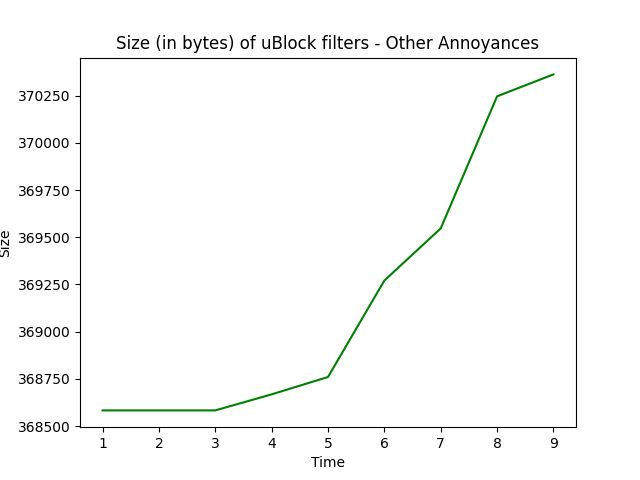 Size (in bytes) of uBlock filters - Other Annoyances
370250
370000
369750
369500
369250
369000
368750
368500
Size
1 2 3 4 5 6 7 8 9
Time